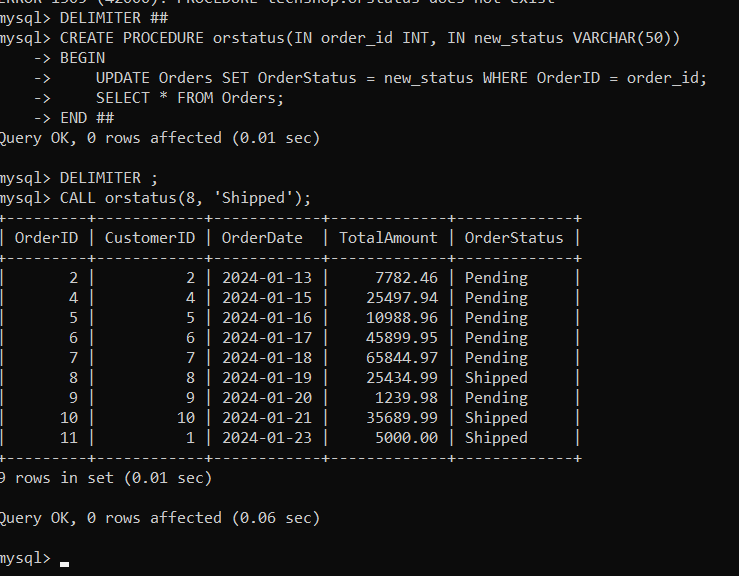 ERROR 1305 (42000): PROCEDURE techshop.orstatus does not exist
mysql> DELIMITER ##
mysql> CREATE PROCEDURE orstatus(IN order_id INT, IN new_status VARCHAR(50))
    -> BEGIN
    ->     UPDATE Orders SET OrderStatus = new_status WHERE OrderID = order_id;
    ->     SELECT * FROM Orders;
    -> END ##
Query OK, 0 rows affected (0.01 sec)

mysql> DELIMITER ;
mysql> CALL orstatus(8, 'Shipped');
+---------+------------+------------+-------------+-------------+
| OrderID | CustomerID | OrderDate  | TotalAmount | OrderStatus |
+---------+------------+------------+-------------+-------------+
|       2 |          2 | 2024-01-13 |     7782.46 | Pending     |
|       4 |          4 | 2024-01-15 |    25497.94 | Pending     |
|       5 |          5 | 2024-01-16 |    10988.96 | Pending     |
|       6 |          6 | 2024-01-17 |    45899.95 | Pending     |
|       7 |          7 | 2024-01-18 |    65844.97 | Pending     |
|       8 |          8 | 2024-01-19 |    25434.99 | Shipped     |
|       9 |          9 | 2024-01-20 |     1239.98 | Pending     |
|      10 |         10 | 2024-01-21 |    35689.99 | Shipped     |
|      11 |          1 | 2024-01-23 |     5000.00 | Shipped     |
+---------+------------+------------+-------------+-------------+
9 rows in set (0.01 sec)

Query OK, 0 rows affected (0.06 sec)

mysql>